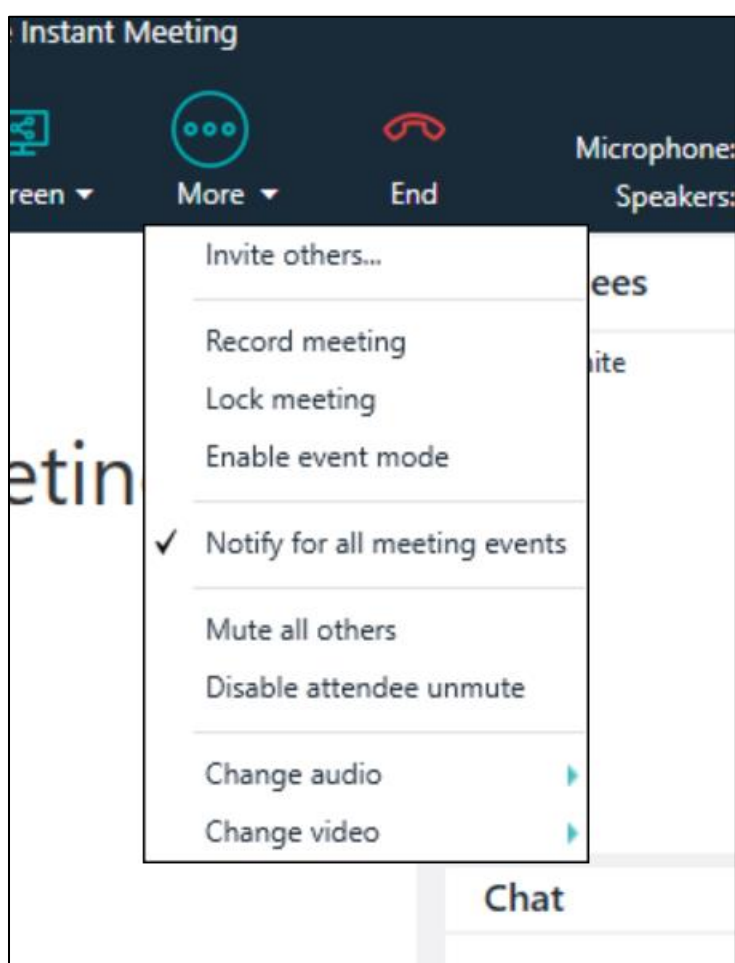 Instant Meeting
reen
More
End
Microphone:
Speakers:
Invite others...
ees
Record meeting
ite
Lock meeting
Enable event mode
etin
Notify for all meeting events
Mute all others
Disable attendee unmute
Change audio
Change video
Chat